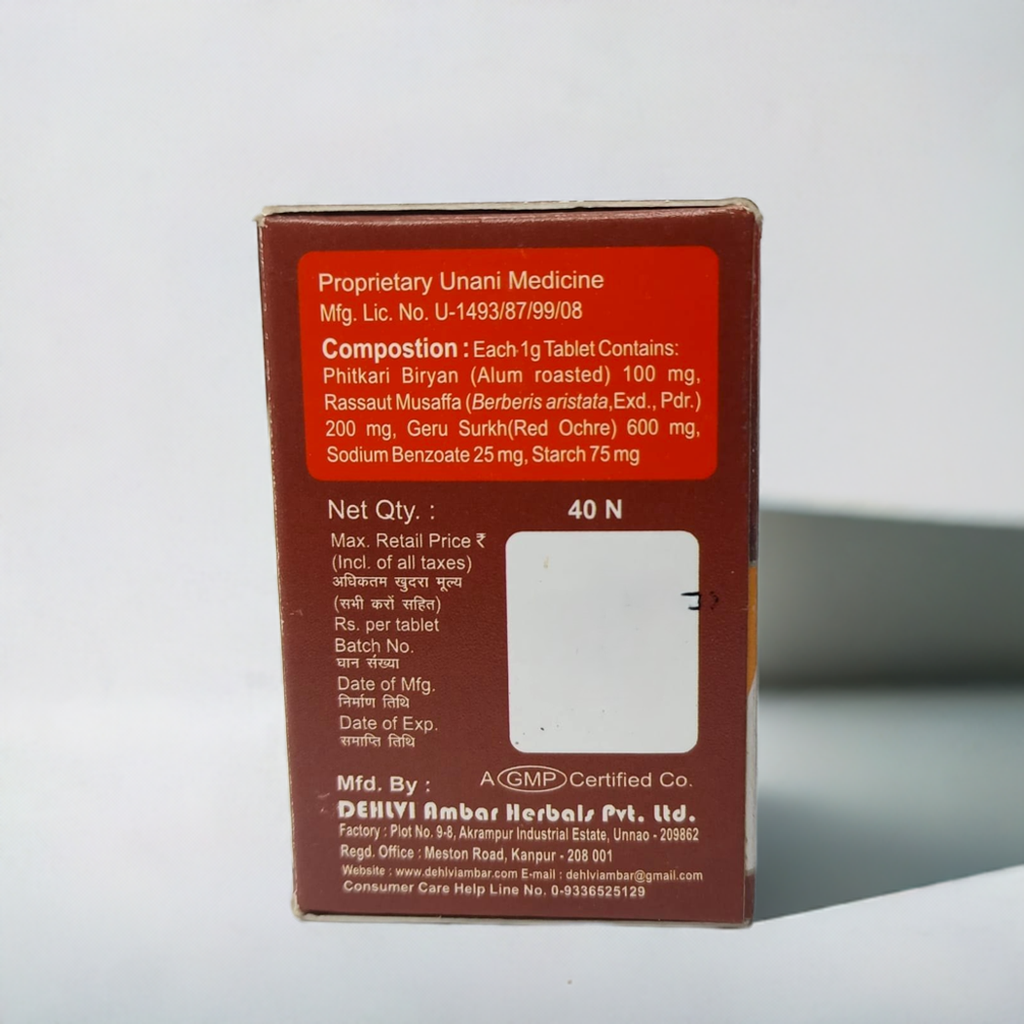 Proprietary Unani Medicine
Mfg. Lic. No. U-1493/87/99/08
Compostion : Each 1g Tablet Contains:
Phitkari Biryan (Alum roasted) 100 mg,
Rassaut Musaffa (Berberis aristata,Exd., Pdr.)
200 mg, Geru Surkh(Red Ochre) 600 mg,
Sodium Benzoate 25 mg, Starch 75 mg
Net Qty. : 40 N
Max. Retail Price ₹
(Incl. of all taxes)
अधिकतम खुदरा मूल्य
(सभी करों सहित)
Rs. per tablet
Batch No.
घान संख्या
Date of Mfg.
निर्माण तिथि
Date of Exp.
समाप्ति तिथि
Mfd. By : A GMP Certified Co.
DEHLVI Ambar Herbals Pvt. Ltd.
Factory : Plot No. 9-8, Akrampur Industrial Estate, Unnao - 209862
Regd. Office : Meston Road, Kanpur - 208 001
Website : www.dehlviambar.com E-mail : dehlviambar@gmail.com
Consumer Care Help Line No. 0-9336525129